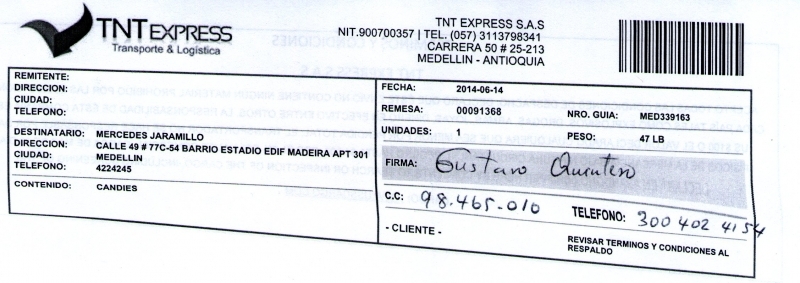 TNT EXPRESS
Transporte & Logística
TNT EXPRESS S.A.S
NIT.900700357 | TEL. (057) 3113798341
CARRERA 50 # 25-213
MEDELLIN - ANTIOQUIA
REMITENTE:
DIRECCION:
CIUDAD:
TELEFONO:
DESTINATARIO: MERCEDES JARAMILLO
DIRECCION: CALLE 49 # 77C-54 BARRIO ESTADIO EDIF MADEIRA APT 301
CIUDAD: MEDELLIN
TELEFONO: 4224245
CONTENIDO: CANDIES
FECHA: 2014-06-14
REMESA: 00091368 NRO. GUIA: MED339163
UNIDADES: 1 PESO: 47 LB
FIRMA: Gustavo Quintero
C.C: 98.465.010 TELEFONO: 300 402 4154
- CLIENTE -
REVISAR TERMINOS Y CONDICIONES AL
RESPALDO